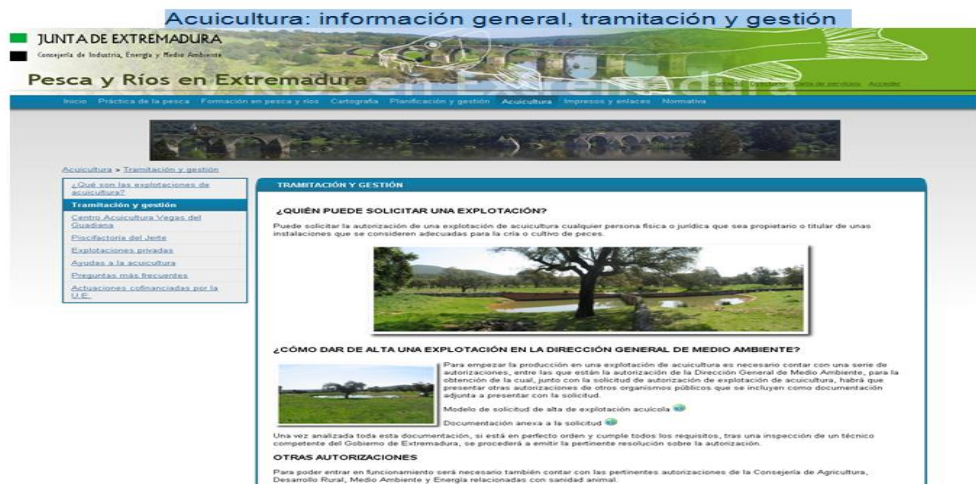 Acuicultura: información general, tramitación y gestión
JUNTA DE EXTREMADURA
Consejería de Industria, Energía y Medio Ambiente
Pesca y Ríos en Extremadura
Contacto Directorio Carta de servicios Acceder
Inicio Práctica de la pesca Formación en pesca y ríos Cartografía Planificación y gestión Acuicultura Impresos y enlaces Normativa
Acuicultura » Tramitación y gestión
¿Qué son las explotaciones de
acuicultura?
Tramitación y gestión
Centro Acuicultura Vegas del
Guadiana
Piscifactoría del Jerte
Explotaciones privadas
Ayudas a la acuicultura
Preguntas más frecuentes
Actuaciones cofinanciadas por la
U.E.
TRAMITACIÓN Y GESTIÓN
¿QUIÉN PUEDE SOLICITAR UNA EXPLOTACIÓN?
Puede solicitar la autorización de una explotación de acuicultura cualquier persona física o jurídica que sea propietario o titular de unas
instalaciones que se consideren adecuadas para la cría o cultivo de peces.
¿CÓMO DAR DE ALTA UNA EXPLOTACIÓN EN LA DIRECCIÓN GENERAL DE MEDIO AMBIENTE?
Para empezar la producción en una explotación de acuicultura es necesario contar con una serie de
autorizaciones, entre las que están la autorización de la Dirección General de Medio Ambiente, para la
obtención de la cual, junto con la solicitud de autorización de explotación de acuicultura, habrá que
presentar otras autorizaciones de otros organismos públicos que se incluyen como documentación
adjunta a presentar con la solicitud.
Modelo de solicitud de alta de explotación acuícola
Documentación anexa a la solicitud
Una vez analizada toda esta documentación, si está en perfecto orden y cumple todos los requisitos, tras una inspección de un técnico
competente del Gobierno de Extremadura, se procederá a emitir la pertinente resolución sobre la autorización.
OTRAS AUTORIZACIONES
Para poder entrar en funcionamiento será necesario también contar con las pertinentes autorizaciones de la Consejería de Agricultura,
Desarrollo Rural, Medio Ambiente y Energía relacionadas con sanidad animal.